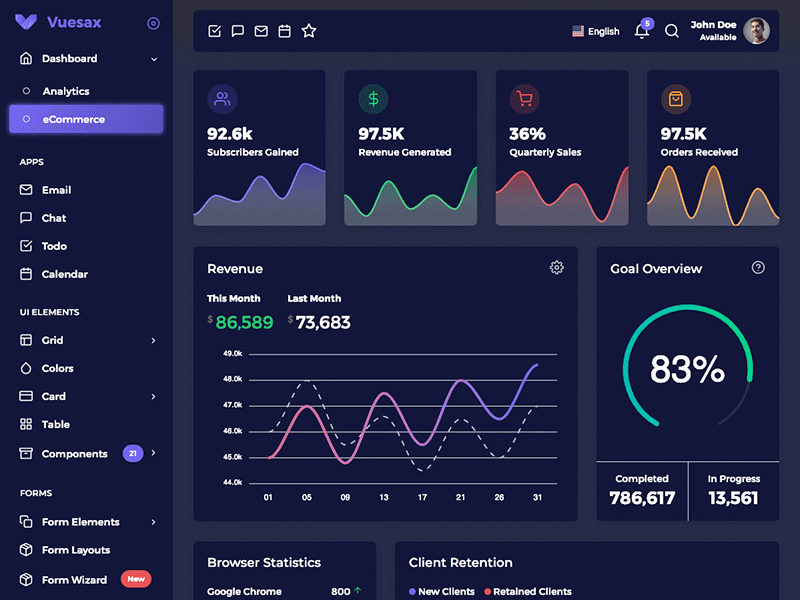 Vuesax
Dashboard
Analytics
eCommerce
APPS
Email
Chat
Todo
Calendar
UI ELEMENTS
Grid
Colors
Card
Table
Components 21
FORMS
Form Elements
Form Layouts
Form Wizard New
English
5
John Doe
Available
92.6k
Subscribers Gained
97.5K
Revenue Generated
36%
Quarterly Sales
97.5K
Orders Received
Revenue
This Month Last Month
$86,589 $73,683
49.0k
48.0k
47.0k
46.0k
45.0k
44.0k
01 05 09 13 17 21 26 31
Goal Overview
83%
Completed
786,617
In Progress
13,561
Browser Statistics
Google Chrome 800
Client Retention
New Clients Retained Clients